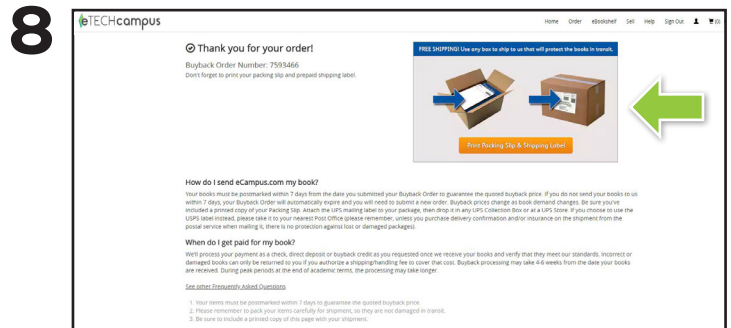 8
eTECHcampus
Home Order eBookshelf Sell Help Sign Out (0)
Thank you for your order!
Buyback Order Number: 7593466
Don't forget to print your packing slip and prepaid shipping label.
FREE SHIPPING! Use any box to ship to us that will protect the books in transit.
Print Packing Slip & Shipping Label
How do I send eCampus.com my book?
Your books must be postmarked within 7 days from the date you submitted your Buyback Order to guarantee the quoted buyback price. If you do not send your books to us
within 7 days, your Buyback Order will automatically expire and you will need to submit a new order. Buyback prices change as book demand changes. Be sure you've
included a printed copy of your Packing Slip. Attach the UPS mailing label to your package, then drop it in any UPS Collection Box or at a UPS Store. If you choose to use the
USPS label instead, please take it to your nearest Post Office (please remember, unless you purchase delivery confirmation and/or insurance on the shipment from the
postal service when mailing it, there is no protection against lost or damaged packages).
When do I get paid for my book?
We'll process your payment as a check, direct deposit or buyback credit as you requested once we receive your books and verify that they meet our standards. Incorrect or
damaged books can only be returned to you if you authorize a shipping/handling fee to cover that cost. Buyback processing may take 4-6 weeks from the date your books
are received. During peak periods at the end of academic terms, the processing may take longer.
See other Frequently Asked Questions
1. Your items must be postmarked within 7 days to guarantee the quoted buyback price.
2. Please remember to pack your items carefully for shipment, so they are not damaged in transit.
3. Be sure to include a printed copy of this page with your shipment.